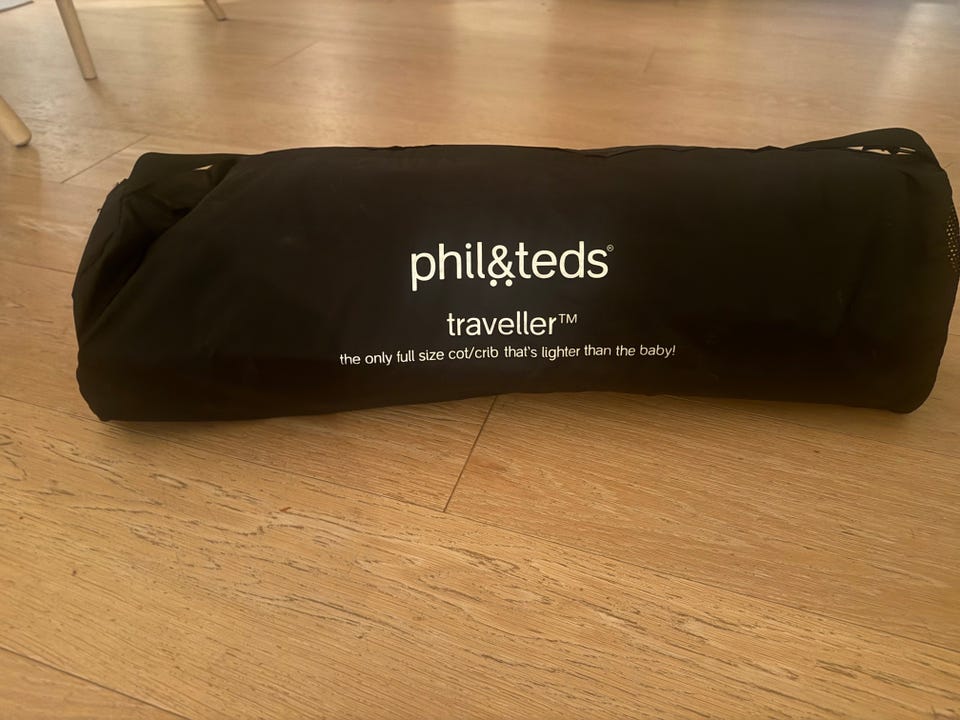 phil&teds®
traveller™
the only full size cot/crib that's lighter than the baby!